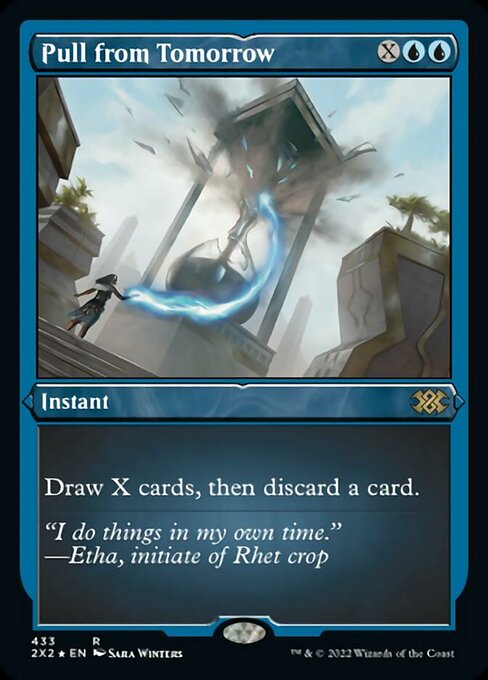 Pull from Tomorrow X
Instant
Draw X cards, then discard a card.
“I do things in my own time.”
—Etha, initiate of Rhet crop
433 R
2X2 ★ EN Sara Winters
™ & © 2022 Wizards of the Coast